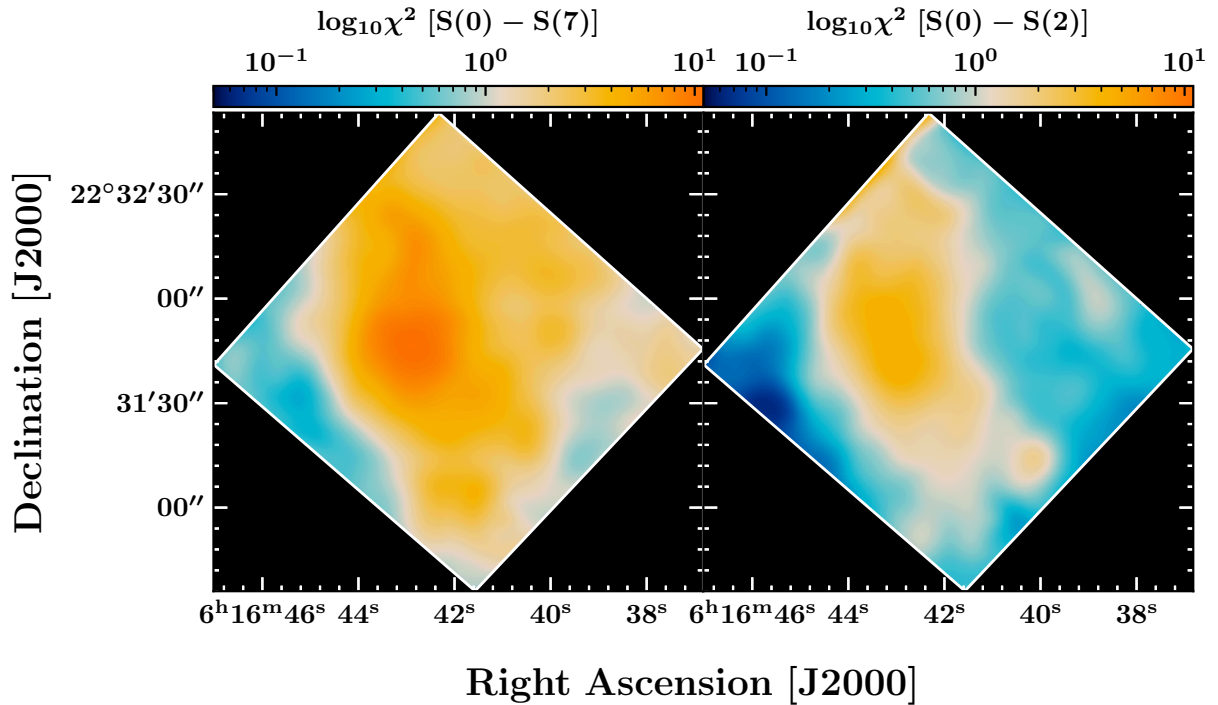 log₁₀χ² [S(0) − S(7)] log₁₀χ² [S(0) − S(2)]
10⁻¹ 10⁰ 10¹ 10⁻¹ 10⁰ 10¹
22°32′30″
00″
31′30″
00″
Declination [J2000]
6ʰ16ᵐ46ˢ 44ˢ 42ˢ 40ˢ 38ˢ 6ʰ16ᵐ46ˢ 44ˢ 42ˢ 40ˢ 38ˢ
Right Ascension [J2000]